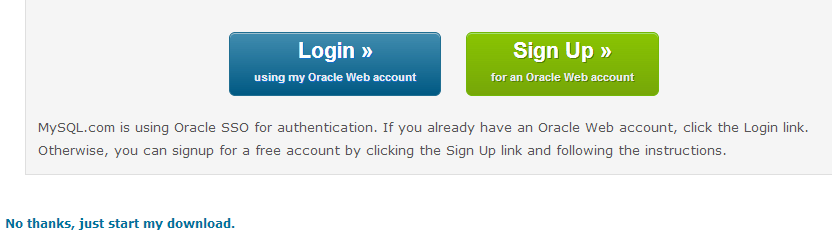 Login »
using my Oracle Web account
Sign Up »
for an Oracle Web account
MySQL.com is using Oracle SSO for authentication. If you already have an Oracle Web account, click the Login link.
Otherwise, you can signup for a free account by clicking the Sign Up link and following the instructions.
No thanks, just start my download.